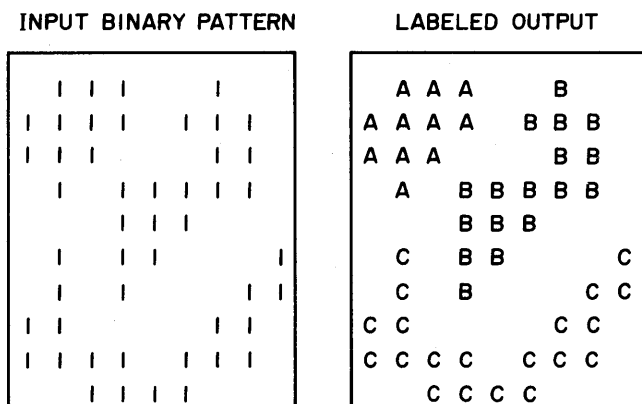 INPUT BINARY PATTERN LABELED OUTPUT
I I I I A A A B
I I I I I I I A A A A B B B
I I I I I A A A B B
I I I I I I A B B B B B
I I I B B B
I I I I C B B C
I I I I C B C C
I I I I C C C C
I I I I I I I C C C C C C C
I I I I C C C C